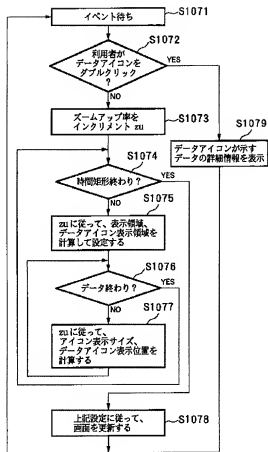 イベント待ち
S1071
S1072
利用者が
データアイコンを
ダブルクリック
?
YES
NO
ズームアップ率を
インクリメント zu
S1073
S1079
データアイコンが示す
データの詳細情報を表示
S1074
時間矩形終わり?
YES
NO
S1075
zuに従って、表示領域、
データアイコン表示領域を
計算して設定する
S1076
データ終わり?
YES
NO
S1077
zuに従って、
アイコン表示サイズ、
データアイコン表示位置を
計算する
上記設定に従って、
画面を更新する
S1078